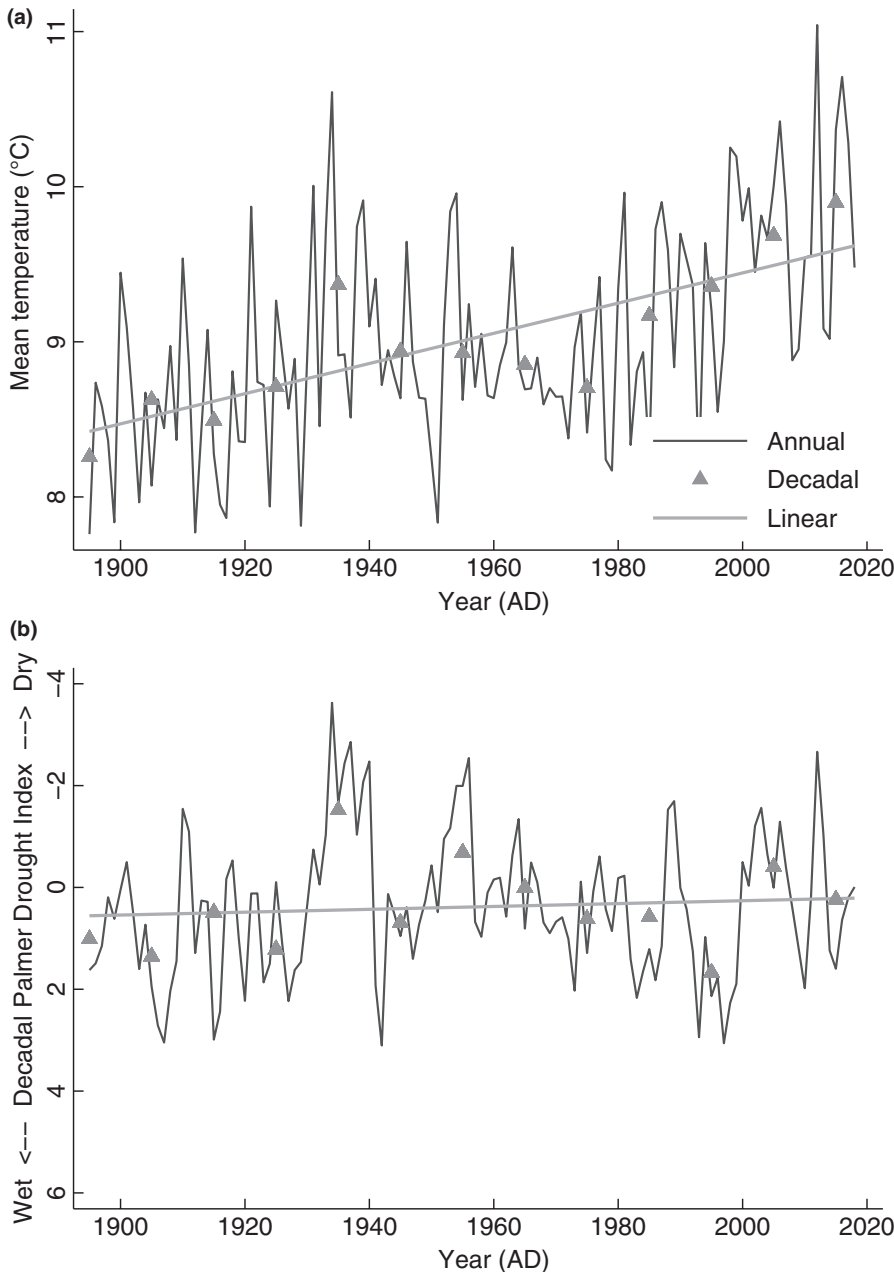 (a)
Mean temperature (°C)
11
10
9
8
Annual
Decadal
Linear
1900 1920 1940 1960 1980 2000 2020
Year (AD)
(b)
Wet <−− Decadal Palmer Drought Index −−> Dry
−4
−2
0
2
4
6
1900 1920 1940 1960 1980 2000 2020
Year (AD)